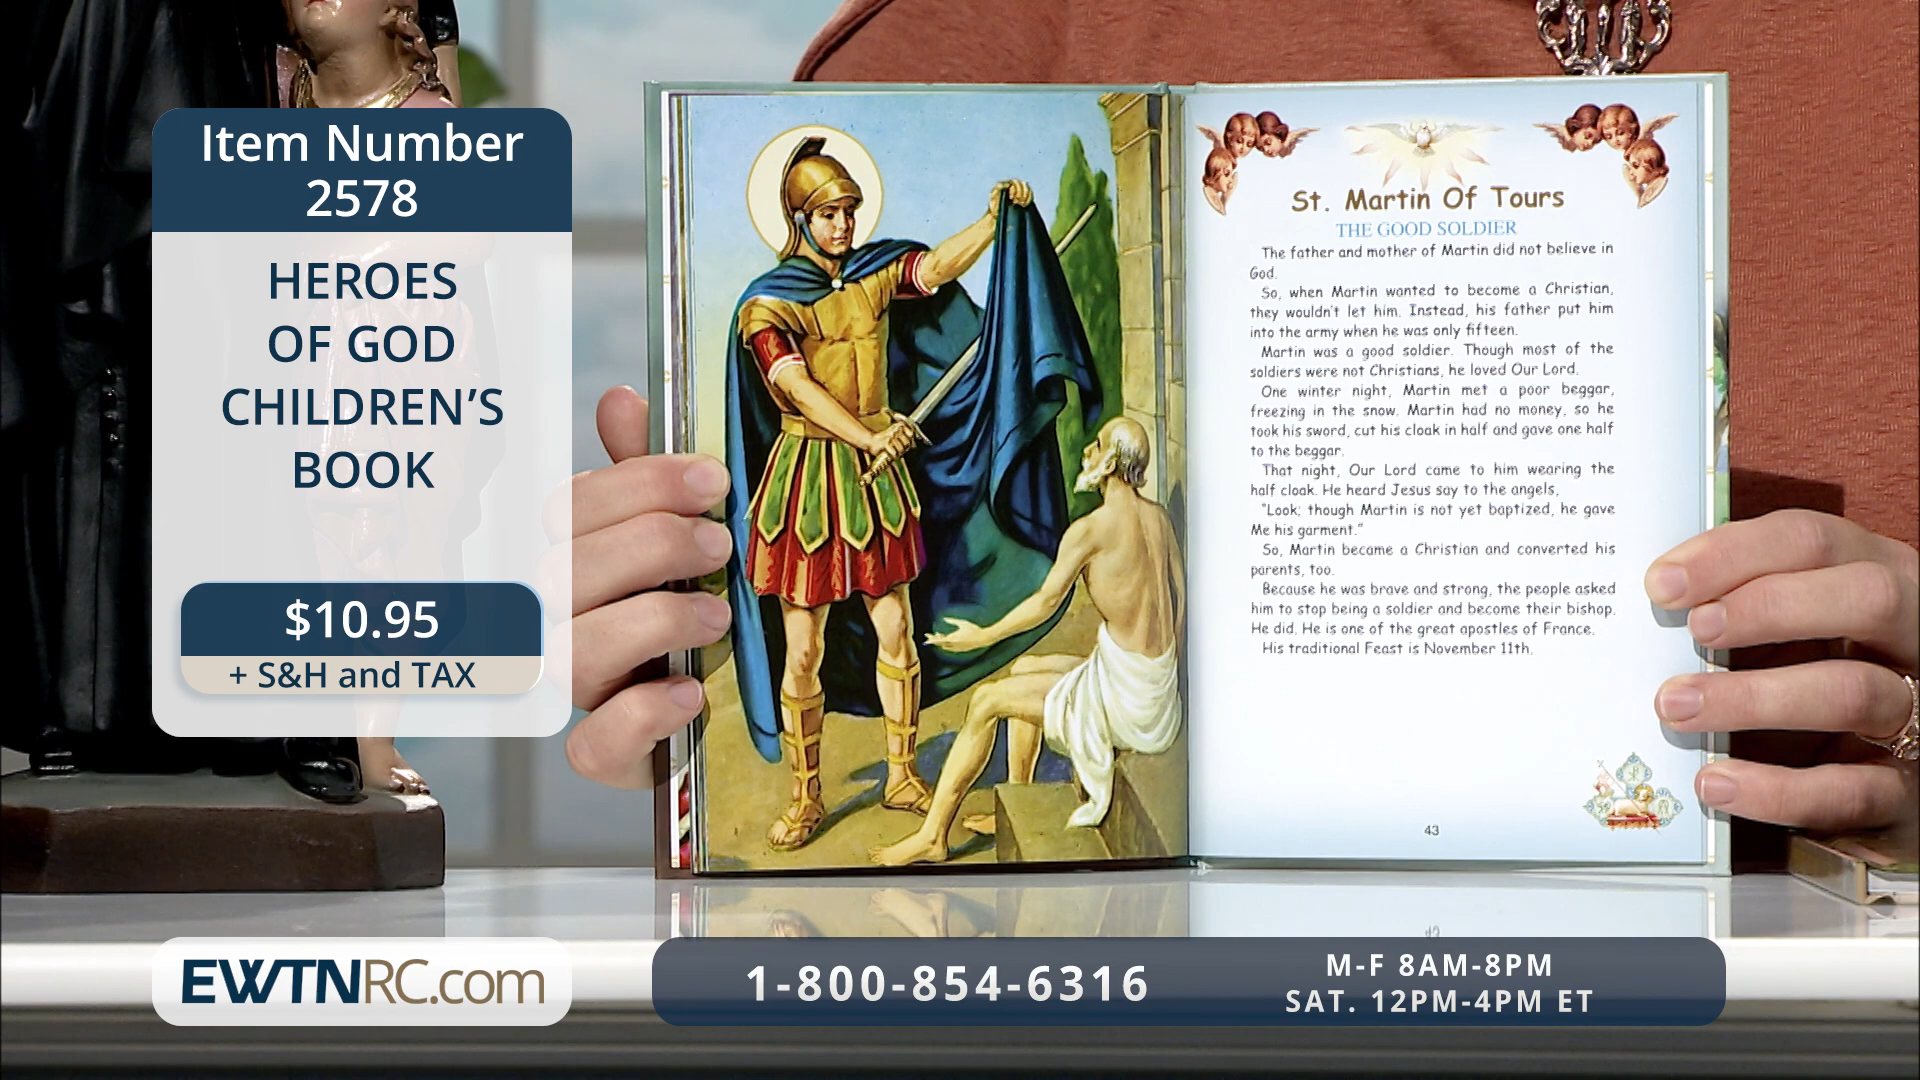 Item Number
2578
HEROES
OF GOD
CHILDREN'S
BOOK
$10.95
+ S&H and TAX
St. Martin Of Tours
THE GOOD SOLDIER
The father and mother of Martin did not believe in
God.
So, when Martin wanted to become a Christian,
they wouldn't let him. Instead, his father put him
into the army when he was only fifteen.
Martin was a good soldier. Though most of the
soldiers were not Christians, he loved Our Lord.
One winter night, Martin met a poor beggar,
freezing in the snow. Martin had no money, so he
took his sword, cut his cloak in half and gave one half
to the beggar.
That night, Our Lord came to him wearing the
half cloak. He heard Jesus say to the angels,
"Look; though Martin is not yet baptized, he gave
Me his garment."
So, Martin became a Christian and converted his
parents, too.
Because he was brave and strong, the people asked
him to stop being a soldier and become their bishop.
He did. He is one of the great apostles of France.
His traditional Feast is November 11th.
43
EWTNRC.com
1-800-854-6316
M-F 8AM-8PM
SAT. 12PM-4PM ET